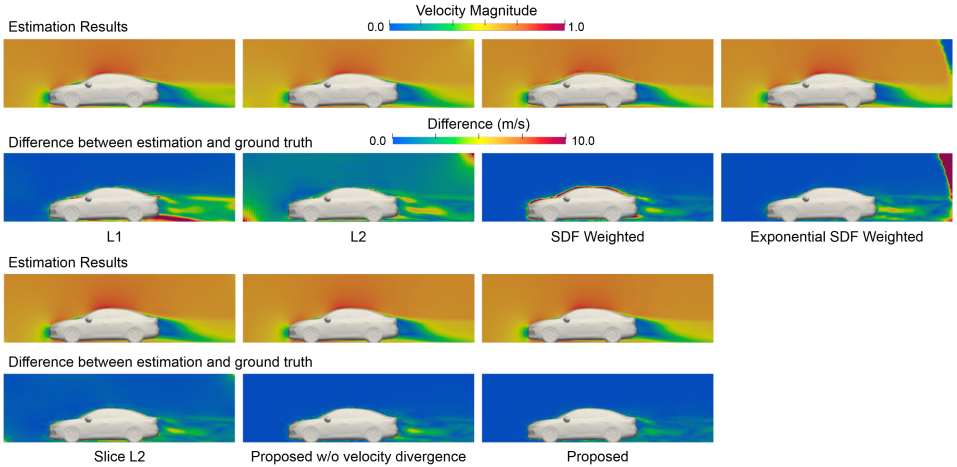 Velocity Magnitude
Estimation Results
0.0 1.0
Difference (m/s)
Difference between estimation and ground truth
0.0 10.0
L1 L2 SDF Weighted Exponential SDF Weighted
Estimation Results
Difference between estimation and ground truth
Slice L2 Proposed w/o velocity divergence Proposed